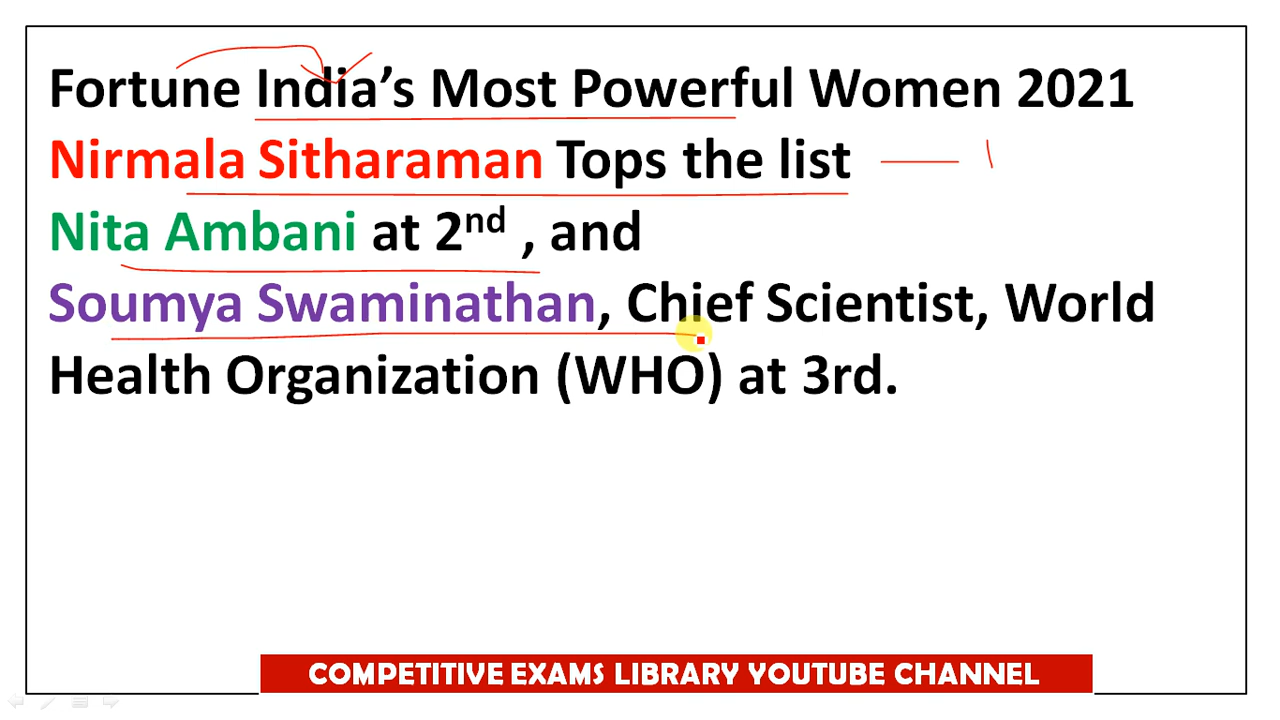 Fortune India's Most Powerful Women 2021
Nirmala Sitharaman Tops the list — 1
Nita Ambani at 2nd , and
Soumya Swaminathan, Chief Scientist, World
Health Organization (WHO) at 3rd.
COMPETITIVE EXAMS LIBRARY YOUTUBE CHANNEL